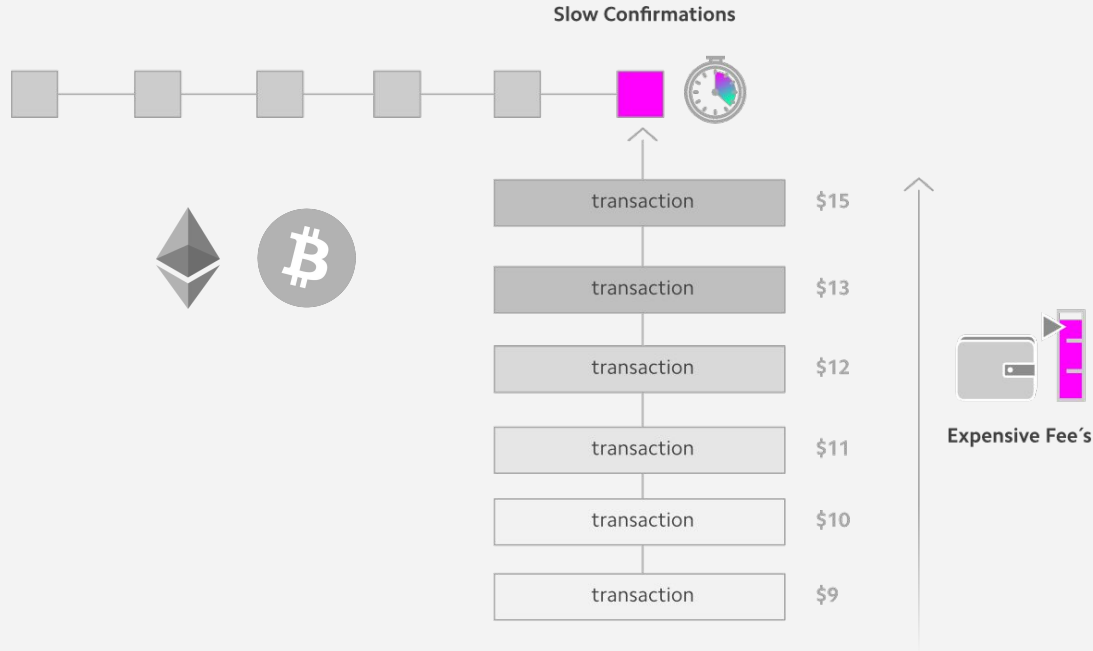 Slow Confirmations
transaction $15
transaction $13
transaction $12
transaction $11
transaction $10
transaction $9
Expensive Fee´s